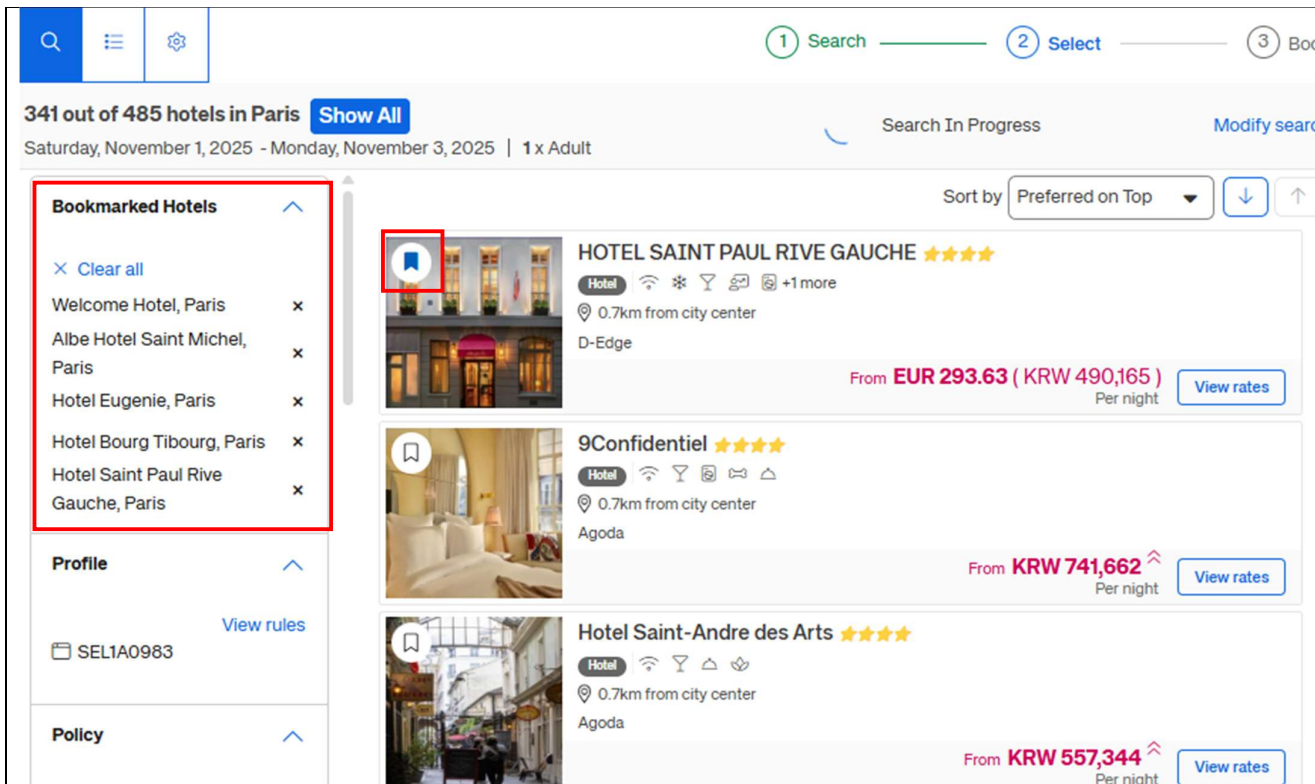 1 Search
2 Select
3 Boo
341 out of 485 hotels in Paris Show All
Saturday, November 1, 2025 - Monday, November 3, 2025 | 1 x Adult
Search In Progress
Modify searc
Bookmarked Hotels
Clear all
Welcome Hotel, Paris
Albe Hotel Saint Michel,
Paris
Hotel Eugenie, Paris
Hotel Bourg Tibourg, Paris
Hotel Saint Paul Rive
Gauche, Paris
Profile
View rules
SEL1A0983
Policy
Sort by Preferred on Top
HOTEL SAINT PAUL RIVE GAUCHE
Hotel +1 more
0.7km from city center
D-Edge
From EUR 293.63 ( KRW 490,165 )
Per night
View rates
9Confidentiel
Hotel
0.7km from city center
Agoda
From KRW 741,662
Per night
View rates
Hotel Saint-Andre des Arts
Hotel
0.7km from city center
Agoda
From KRW 557,344
Per night
View rates